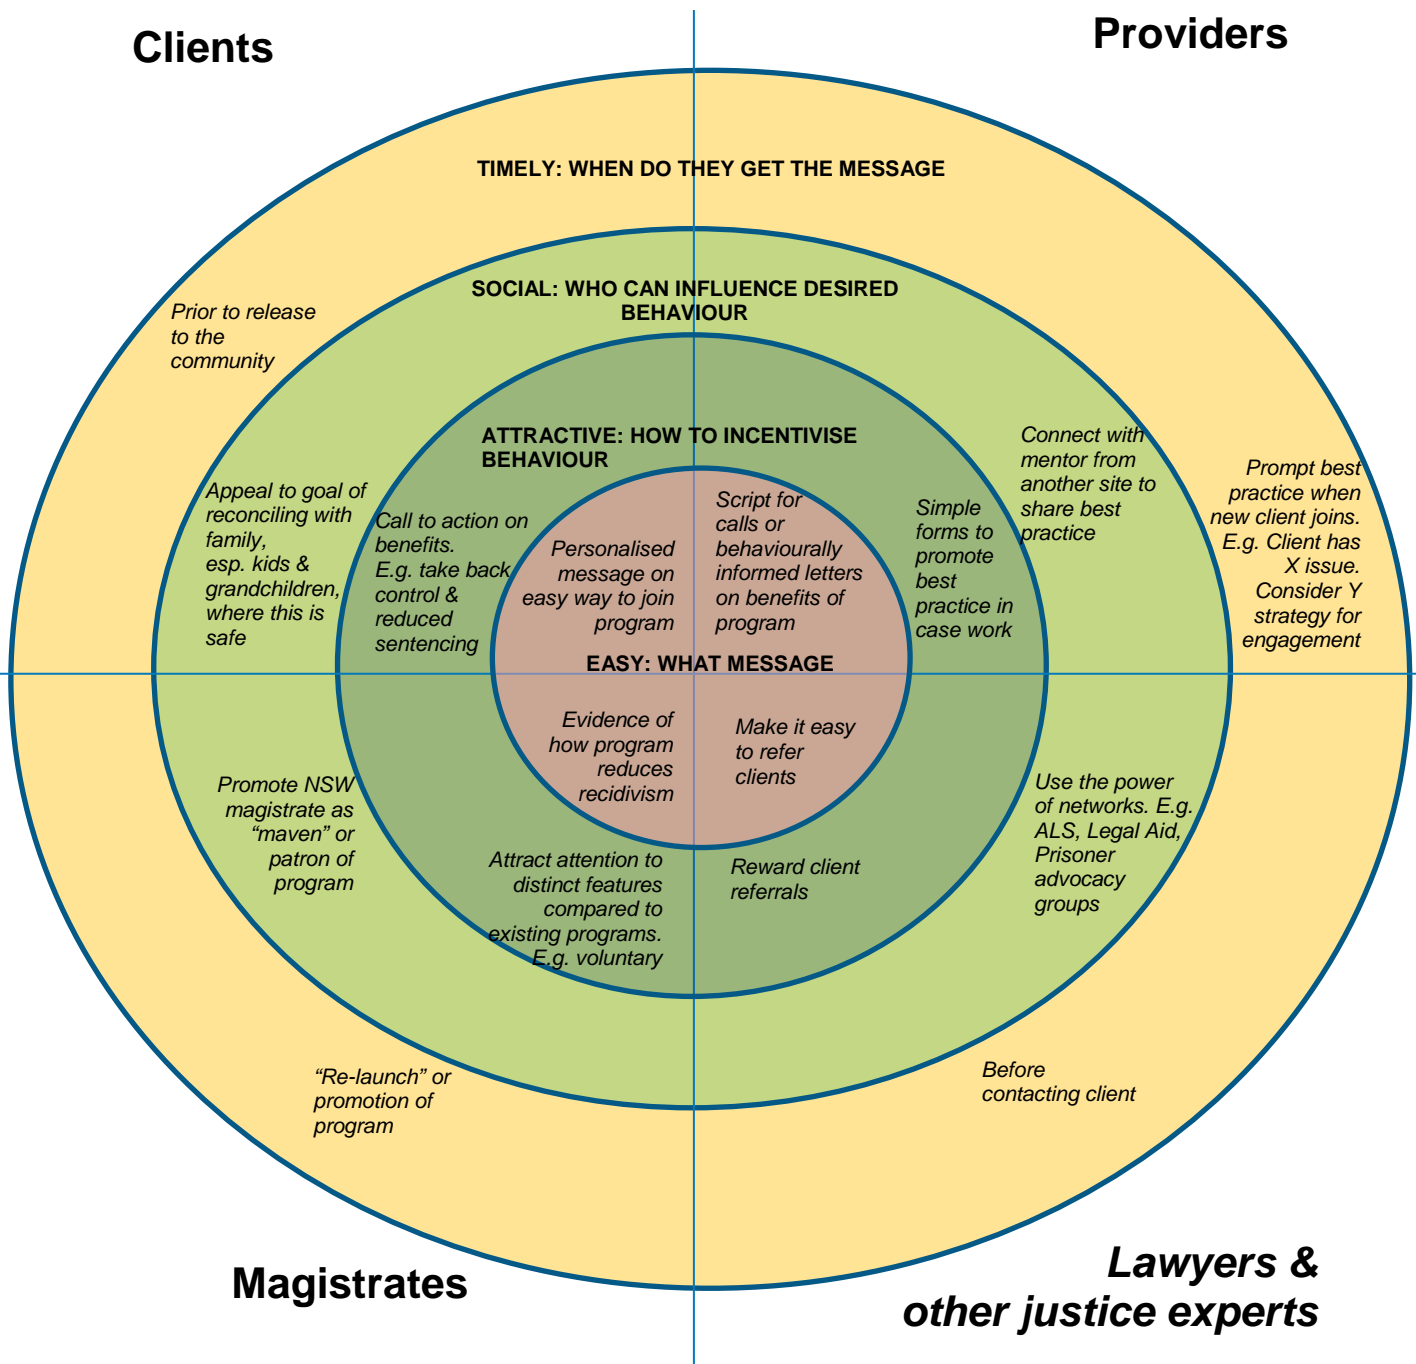 Clients
Providers
TIMELY: WHEN DO THEY GET THE MESSAGE
SOCIAL: WHO CAN INFLUENCE DESIRED
BEHAVIOUR
Prior to release
to the
community
ATTRACTIVE: HOW TO INCENTIVISE
BEHAVIOUR
Appeal to goal of
reconciling with
family,
esp. kids &
grandchildren,
where this is
safe
Call to action on
benefits.
E.g. take back
control &
reduced
sentencing
Personalised
message on
easy way to join
program
Script for
calls or
behaviourally
informed letters
on benefits of
program
Simple
forms to
promote
best
practice in
case work
Connect with
mentor from
another site to
share best
practice
Prompt best
practice when
new client joins.
E.g. Client has
X issue.
Consider Y
strategy for
engagement
EASY: WHAT MESSAGE
Evidence of
how program
reduces
recidivism
Make it easy
to refer
clients
Promote NSW
magistrate as
“maven” or
patron of
program
Attract attention to
distinct features
compared to
existing programs.
E.g. voluntary
Reward client
referrals
Use the power
of networks. E.g.
ALS, Legal Aid,
Prisoner
advocacy
groups
“Re-launch” or
promotion of
program
Before
contacting client
Magistrates
Lawyers &
other justice experts